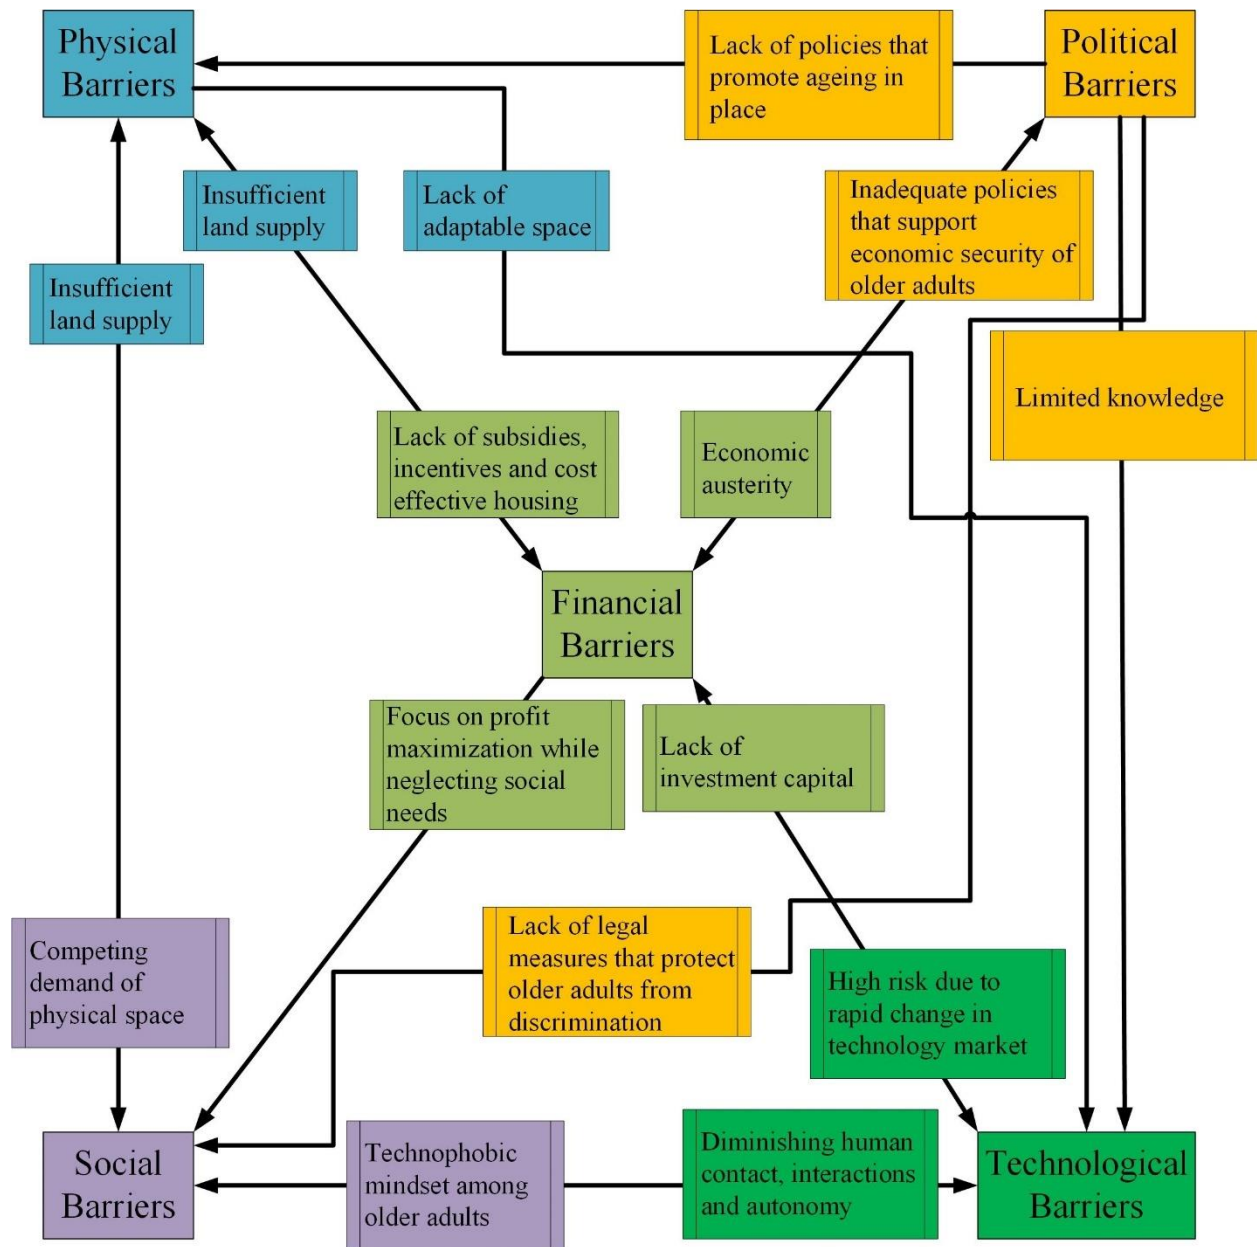 Physical
Barriers
Lack of policies that
promote ageing in
place
Political
Barriers
Insufficient
land supply
Lack of
adaptable space
Inadequate policies
that support
economic security of
older adults
Insufficient
land supply
Limited knowledge
Lack of subsidies,
incentives and cost
effective housing
Economic
austerity
Financial
Barriers
Focus on profit
maximization while
neglecting social
needs
Lack of
investment capital
Competing
demand of
physical space
Lack of legal
measures that protect
older adults from
discrimination
High risk due to
rapid change in
technology market
Social
Barriers
Technophobic
mindset among
older adults
Diminishing human
contact, interactions
and autonomy
Technological
Barriers